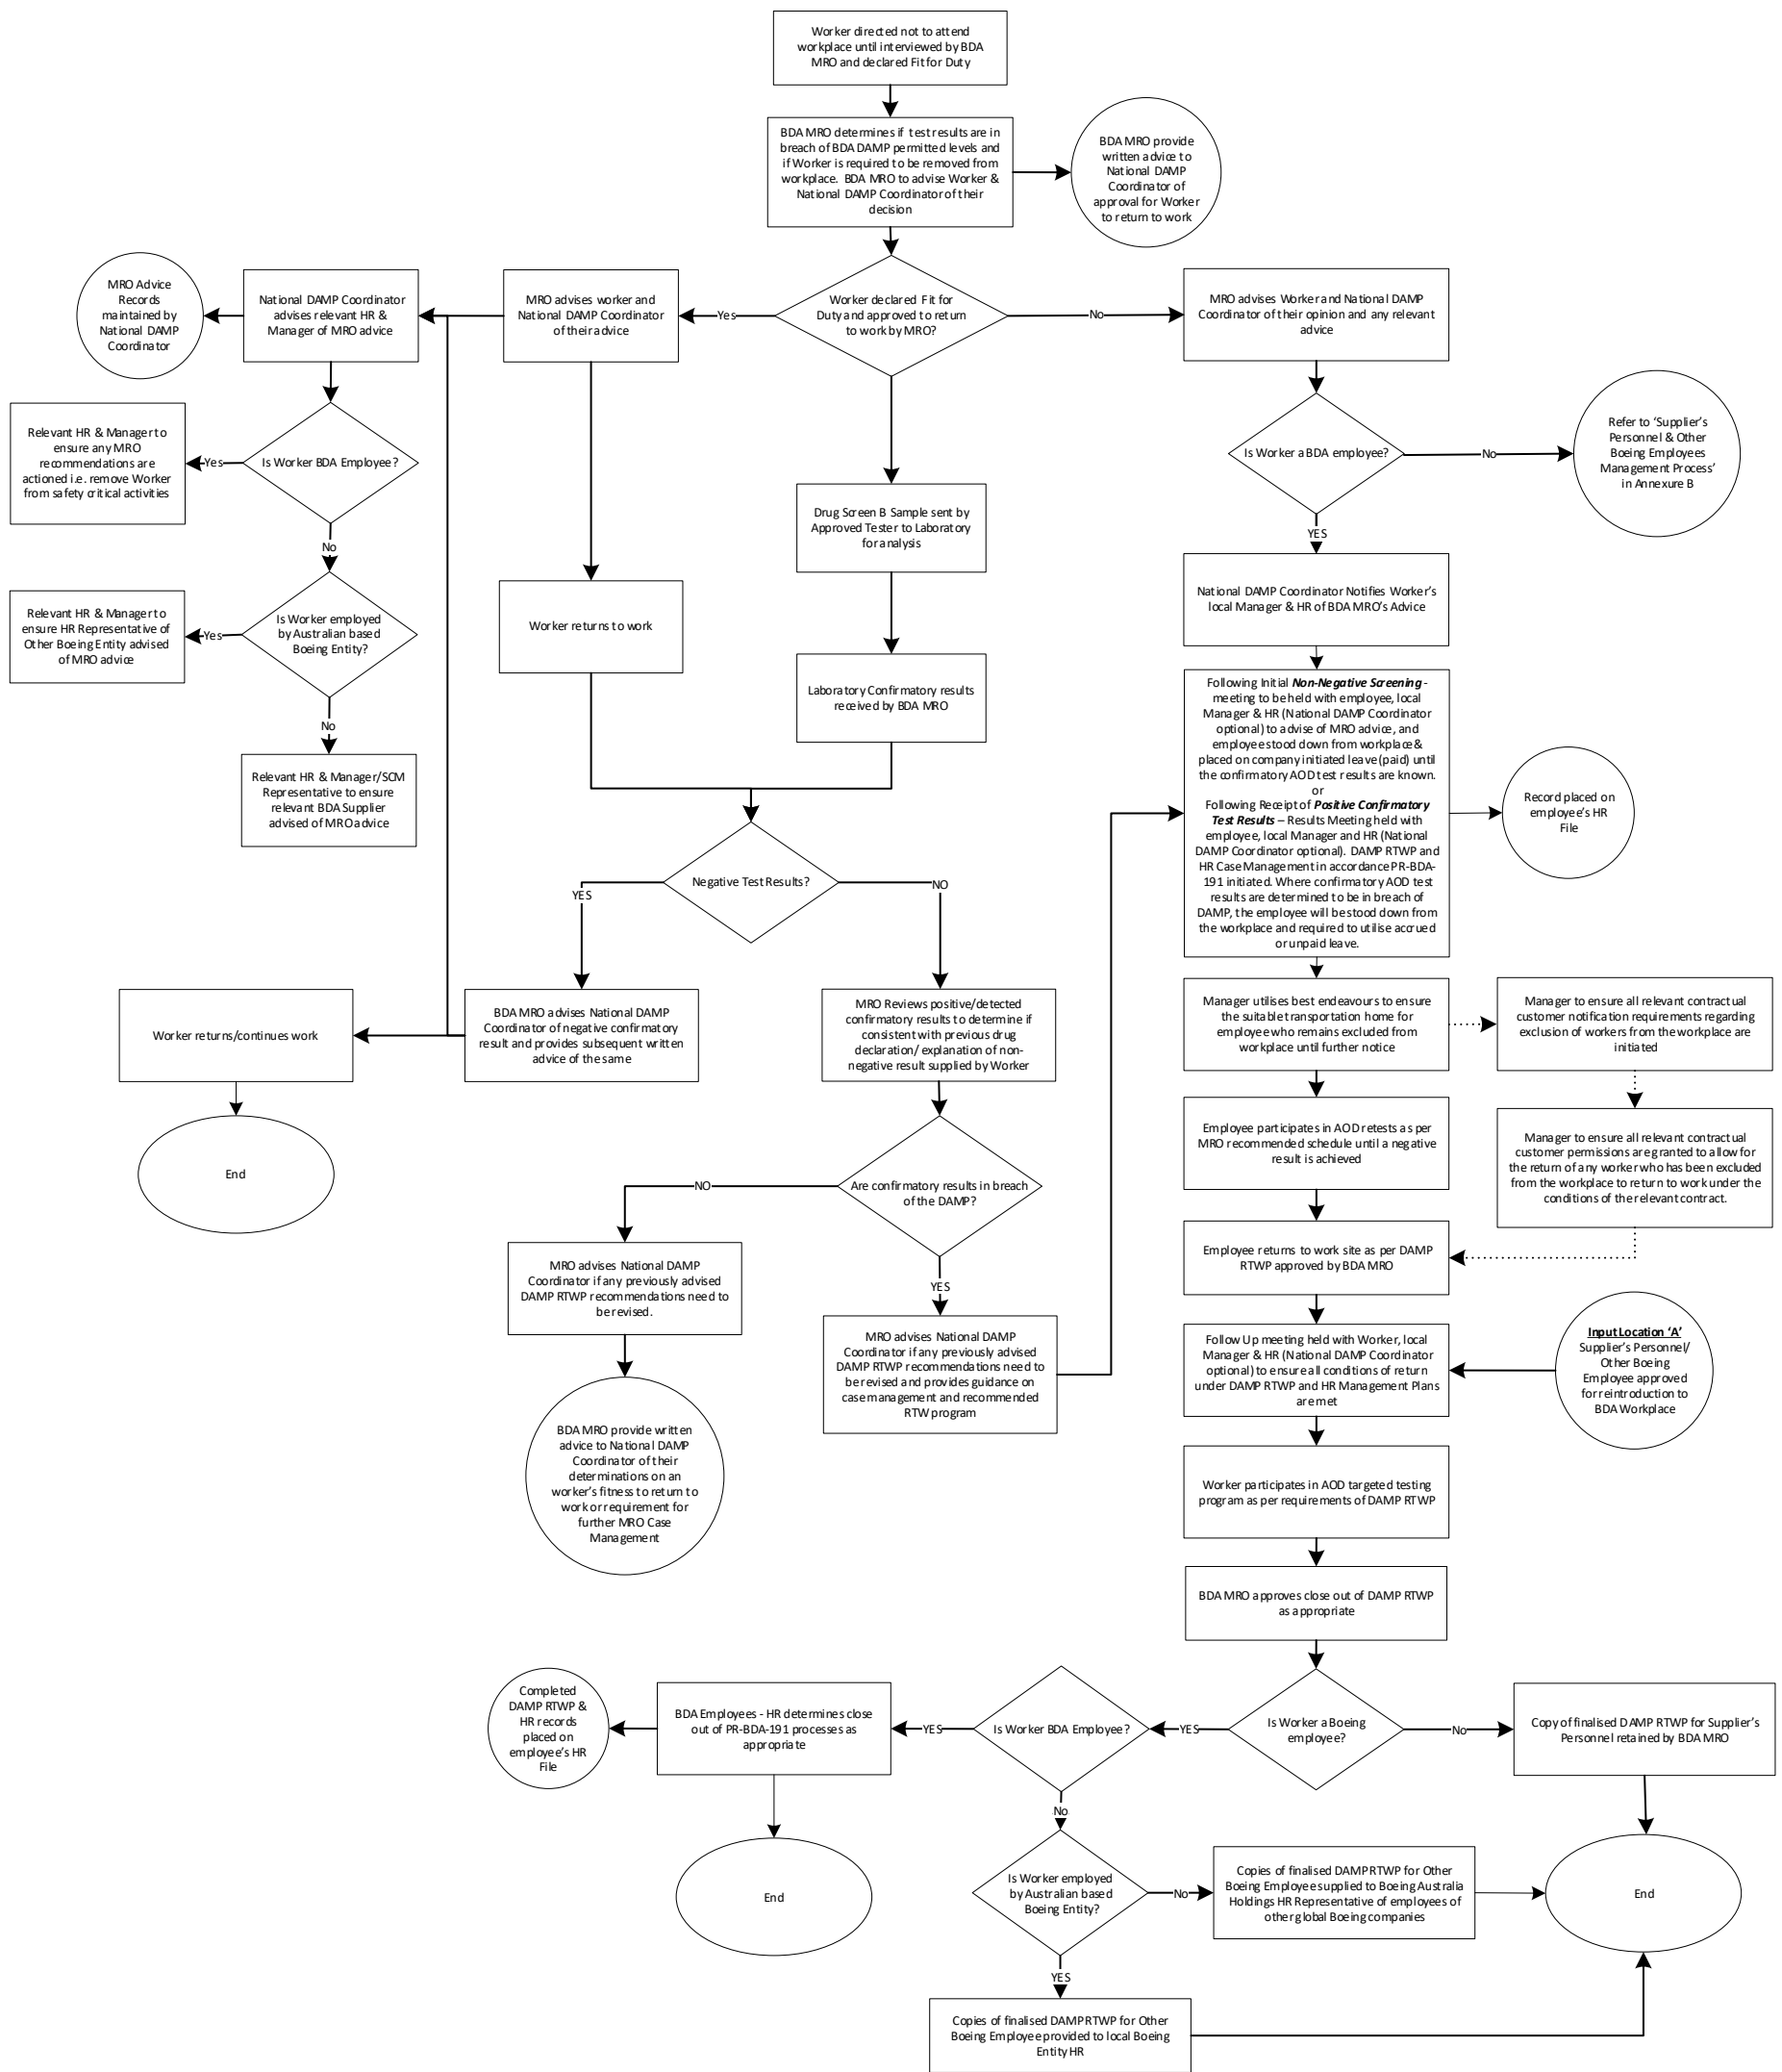 Worker directed not to attend
workplace until interviewed by BDA
MRO and declared Fit for Duty
BDA MRO determines if test results are in
breach of BDA DAMP permitted levels and
if Worker is required to be removed from
workplace. BDA MRO to advise Worker &
National DAMP Coordinator of their
decision
BDA MRO provide
written advice to
National DAMP
Coordinator of
approval for Worker
to return to work
MRO Advice
Records
maintained by
National DAMP
Coordinator
National DAMP Coordinator
advises relevant HR &
Manager of MRO advice
MRO advises worker and
National DAMP Coordinator
of their advice
Yes
Worker declared Fit for
Duty and approved to return
to work by MRO?
No
MRO advises Worker and National DAMP
Coordinator of their opinion and any relevant
advice
Relevant HR & Manager to
ensure any MRO
recommendations are
actioned i.e. remove Worker
from safety critical activities
Yes
Is Worker BDA Employee?
No
Is Worker a BDA employee?
No
Refer to ‘Supplier’s
Personnel & Other
Boeing Employees
Management Process’
in Annexure B
YES
Drug Screen B Sample sent by
Approved Tester to Laboratory
for analysis
Relevant HR & Manager to
ensure HR Representative of
Other Boeing Entity advised
of MRO advice
Yes
Is Worker employed
by Australian based
Boeing Entity?
No
Worker returns to work
National DAMP Coordinator Notifies Worker’s
local Manager & HR of BDA MRO’s Advice
Laboratory Confirmatory results
received by BDA MRO
Relevant HR & Manager/SCM
Representative to ensure
relevant BDA Supplier
advised of MRO advice
Following Initial Non-Negative Screening -
meeting to be held with employee, local
Manager & HR (National DAMP Coordinator
optional) to advise of MRO advice, and
employee stood down from workplace &
placed on company initiated leave (paid) until
the confirmatory AOD test results are known.
or
Following Receipt of Positive Confirmatory
Test Results – Results Meeting held with
employee, local Manager and HR (National
DAMP Coordinator optional). DAMP RTWP and
HR Case Management in accordance PR-BDA-
191 initiated. Where confirmatory AOD test
results are determined to be in breach of
DAMP, the employee will be stood down from
the workplace and required to utilise accrued
or unpaid leave.
Record placed on
employee’s HR
File
Negative Test Results?
YES
NO
Worker returns/continues work
BDA MRO advises National DAMP
Coordinator of negative confirmatory
result and provides subsequent written
advice of the same
MRO Reviews positive/detected
confirmatory results to determine if
consistent with previous drug
declaration/ explanation of non-
negative result supplied by Worker
Manager utilises best endeavours to ensure
the suitable transportation home for
employee who remains excluded from
workplace until further notice
Manager to ensure all relevant contractual
customer notification requirements regarding
exclusion of workers from the workplace are
initiated
End
Employee participates in AOD retests as per
MRO recommended schedule until a negative
result is achieved
Manager to ensure all relevant contractual
customer permissions are granted to allow for
the return of any worker who has been excluded
from the workplace to return to work under the
conditions of the relevant contract.
Are confirmatory results in breach
of the DAMP?
NO
YES
MRO advises National DAMP
Coordinator if any previously advised
DAMP RTWP recommendations need to
be revised.
Employee returns to work site as per DAMP
RTWP approved by BDA MRO
MRO advises National DAMP
Coordinator if any previously advised
DAMP RTWP recommendations need to
be revised and provides guidance on
case management and recommended
RTW program
Follow Up meeting held with Worker, local
Manager & HR (National DAMP Coordinator
optional) to ensure all conditions of return
under DAMP RTWP and HR Management Plans
are met
Input Location ‘A’
Supplier’s Personnel/
Other Boeing
Employee approved
for reintroduction to
BDA Workplace
BDA MRO provide written
advice to National DAMP
Coordinator of their
determinations on an
worker’s fitness to return to
work or requirement for
further MRO Case
Management
Worker participates in AOD targeted testing
program as per requirements of DAMP RTWP
BDA MRO approves close out of DAMP RTWP
as appropriate
Completed
DAMP RTWP &
HR records
placed on
employee’s HR
File
BDA Employees - HR determines close
out of PR-BDA-191 processes as
appropriate
YES
Is Worker BDA Employee?
YES
Is Worker a Boeing
employee?
No
Copy of finalised DAMP RTWP for Supplier’s
Personnel retained by BDA MRO
No
End
Is Worker employed
by Australian based
Boeing Entity?
No
Copies of finalised DAMP RTWP for Other
Boeing Employee supplied to Boeing Australia
Holdings HR Representative of employees of
other global Boeing companies
End
YES
Copies of finalised DAMP RTWP for Other
Boeing Employee provided to local Boeing
Entity HR